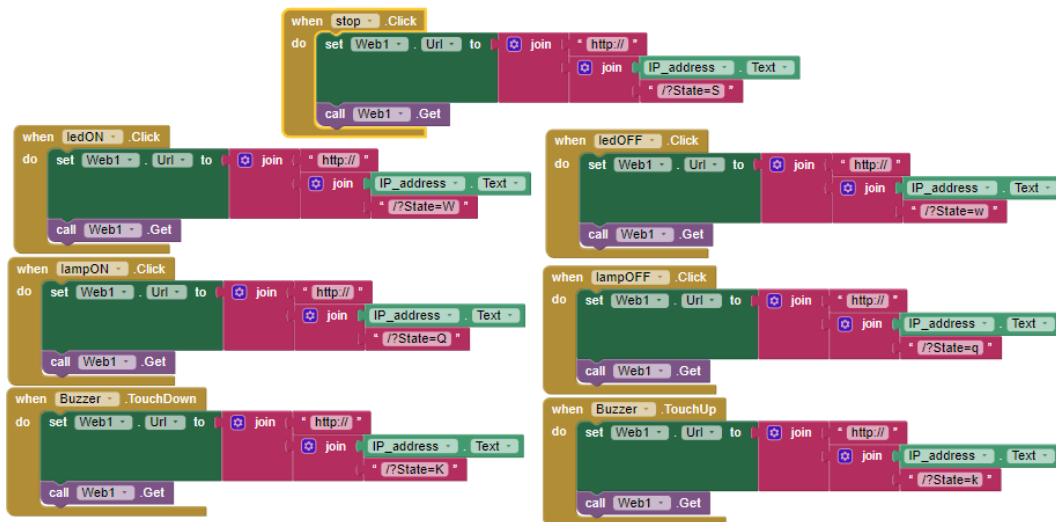 when stop .Click
do set Web1 . Url to join " http:// "
join IP_address . Text
" /?State=S "
call Web1 .Get
when ledON .Click
do set Web1 . Url to join " http:// "
join IP_address . Text
" /?State=W "
call Web1 .Get
when ledOFF .Click
do set Web1 . Url to join " http:// "
join IP_address . Text
" /?State=w "
call Web1 .Get
when lampON .Click
do set Web1 . Url to join " http:// "
join IP_address . Text
" /?State=Q "
call Web1 .Get
when lampOFF .Click
do set Web1 . Url to join " http:// "
join IP_address . Text
" /?State=q "
call Web1 .Get
when Buzzer .TouchDown
do set Web1 . Url to join " http:// "
join IP_address . Text
" /?State=K "
call Web1 .Get
when Buzzer .TouchUp
do set Web1 . Url to join " http:// "
join IP_address . Text
" /?State=k "
call Web1 .Get